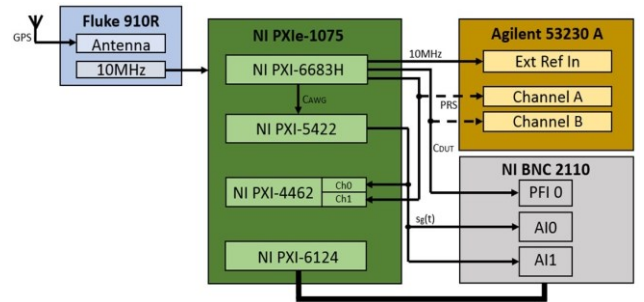 GPS
Fluke 910R
Antenna
10MHz
NI PXIe-1075
NI PXI-6683H
CAWG
NI PXI-5422
NI PXI-4462
Ch0
Ch1
NI PXI-6124
10MHz
PRS
CDUT
sg(t)
Agilent 53230 A
Ext Ref In
Channel A
Channel B
NI BNC 2110
PFI 0
AI0
AI1